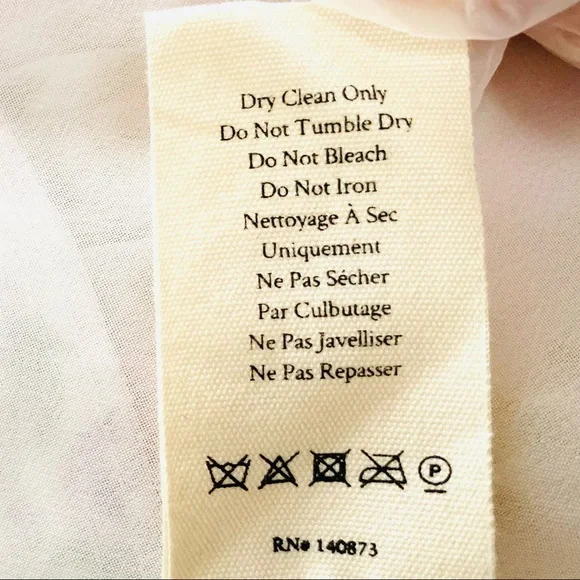 Dry Clean Only
Do Not Tumble Dry
Do Not Bleach
Do Not Iron
Nettoyage À Sec
Uniquement
Ne Pas Sécher
Par Culbutage
Ne Pas Javelliser
Ne Pas Repasser
P
RN# 140873